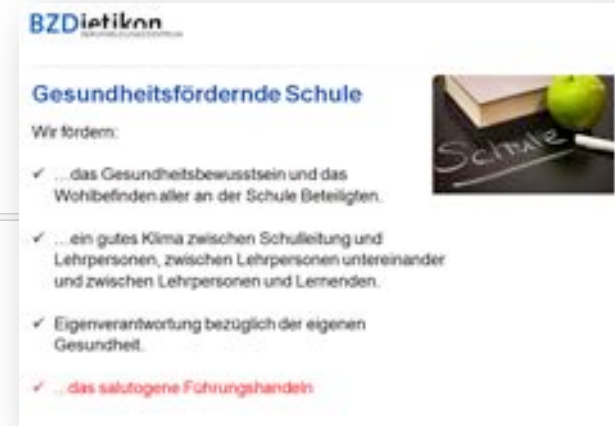 BZDietikon
Gesundheitsfördernde Schule
Wir fördern:
✓ ...das Gesundheitsbewusstsein und das
Wohlbefinden aller an der Schule Beteiligten.
Schule
✓ ...ein gutes Klima zwischen Schulleitung und
Lehrpersonen, zwischen Lehrpersonen untereinander
und zwischen Lehrpersonen und Lernenden.
✓ Eigenverantwortung bezüglich der eigenen
Gesundheit.
✓ ...das salutogene Führungshandeln